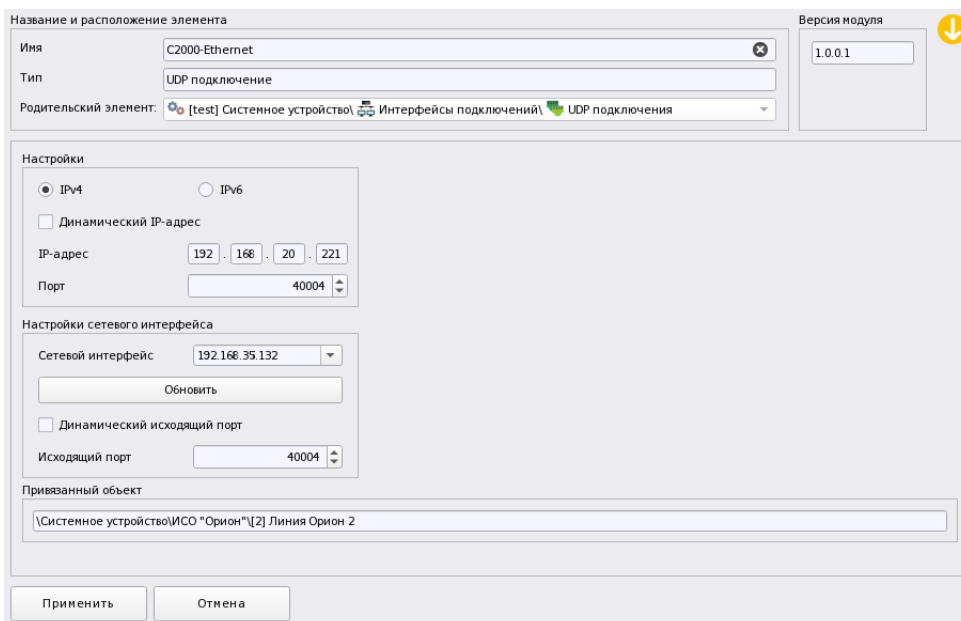 Название и расположение элемента
Версия модуля
Имя
C2000-Ethernet
1.0.0.1
Тип
UDP подключение
Родительский элемент:
[test] Системное устройство\ Интерфейсы подключений\ UDP подключения
Настройки
IPv4 IPv6
Динамический IP-адрес
IP-адрес 192 . 168 . 20 . 221
Порт 40004
Настройки сетевого интерфейса
Сетевой интерфейс 192.168.35.132
Обновить
Динамический исходящий порт
Исходящий порт 40004
Привязанный объект
\Системное устройство\ИСО "Орион"\[2] Линия Орион 2
Применить Отмена